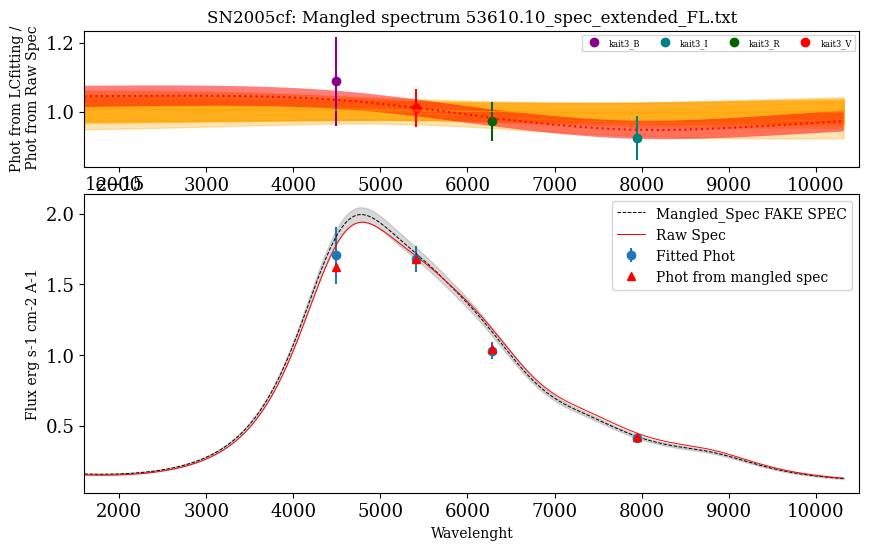 SN2005cf: Mangled spectrum 53610.10_spec_extended_FL.txt
Phot from LCfitting /
Phot from Raw Spec
1.2
1.0
kait3_B
kait3_I
kait3_R
kait3_V
2000 3000 4000 5000 6000 7000 8000 9000 10000
1e−15
Flux erg s-1 cm-2 A-1
2.0
1.5
1.0
0.5
Mangled_Spec FAKE SPEC
Raw Spec
Fitted Phot
Phot from mangled spec
2000 3000 4000 5000 6000 7000 8000 9000 10000
Wavelenght